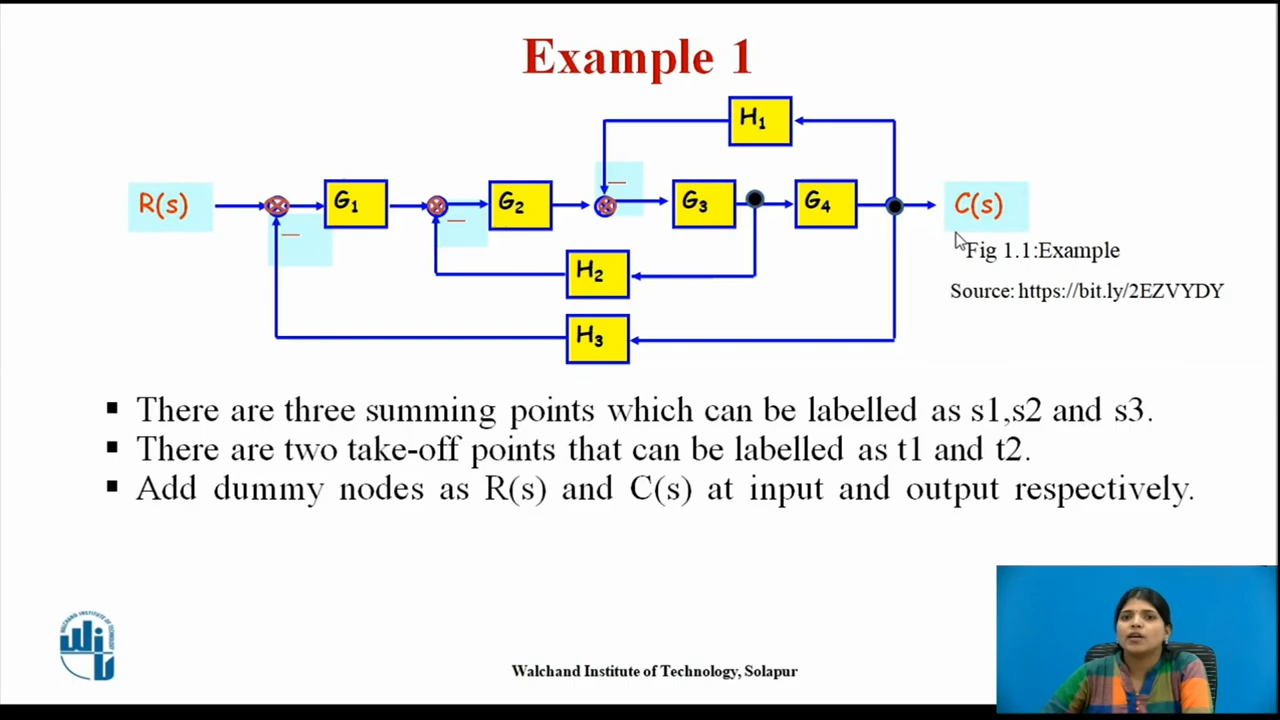 Example 1
H₁
R(s) G₁ G₂ G₃ G₄ C(s)
Fig 1.1:Example
H₂
Source: https://bit.ly/2EZVYDY
H₃
▪ There are three summing points which can be labelled as s1,s2 and s3.
▪ There are two take-off points that can be labelled as t1 and t2.
▪ Add dummy nodes as R(s) and C(s) at input and output respectively.
Walchand Institute of Technology, Solapur